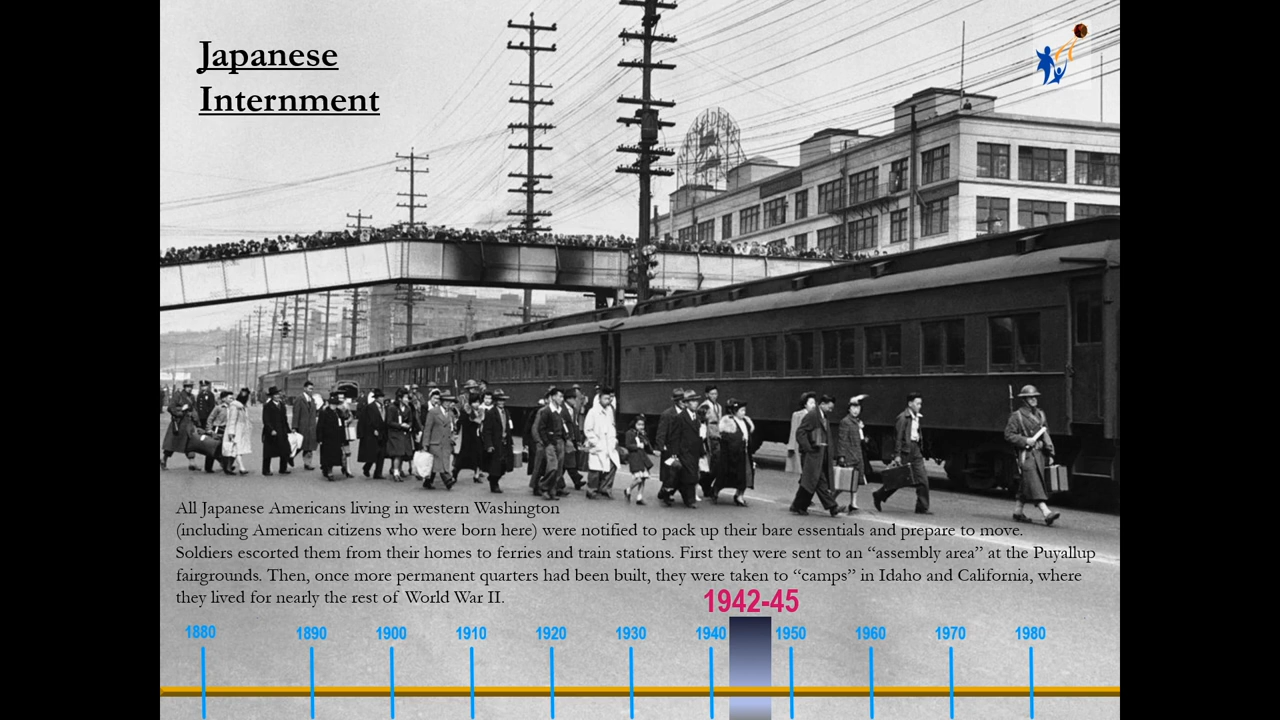 Japanese
Internment
All Japanese Americans living in western Washington
(including American citizens who were born here) were notified to pack up their bare essentials and prepare to move.
Soldiers escorted them from their homes to ferries and train stations. First they were sent to an “assembly area” at the Puyallup
fairgrounds. Then, once more permanent quarters had been built, they were taken to “camps” in Idaho and California, where
they lived for nearly the rest of World War II.
1942-45
1880 1890 1900 1910 1920 1930 1940 1950 1960 1970 1980